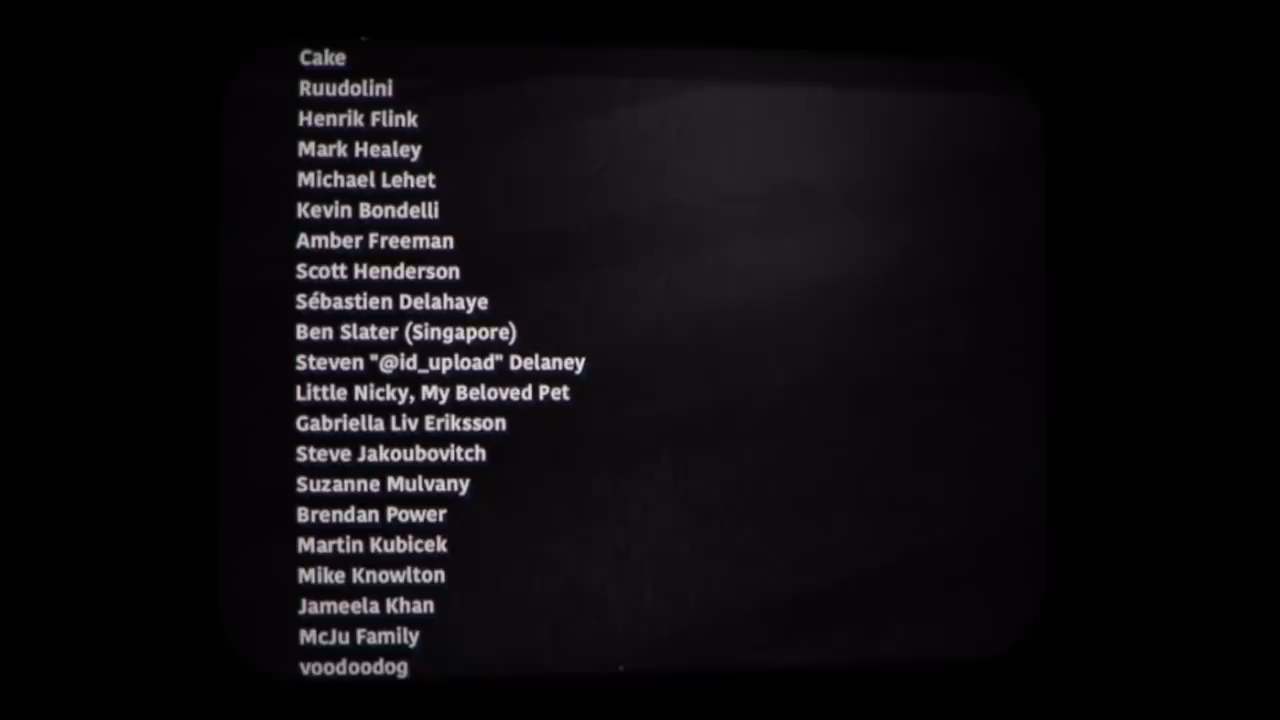 Cake
Ruudolini
Henrik Flink
Mark Healey
Michael Lehet
Kevin Bondelli
Amber Freeman
Scott Henderson
Sébastien Delahaye
Ben Slater (Singapore)
Steven "@id_upload" Delaney
Little Nicky, My Beloved Pet
Gabriella Liv Eriksson
Steve Jakoubovitch
Suzanne Mulvany
Brendan Power
Martin Kubicek
Mike Knowlton
Jameela Khan
McJu Family
voodoodog